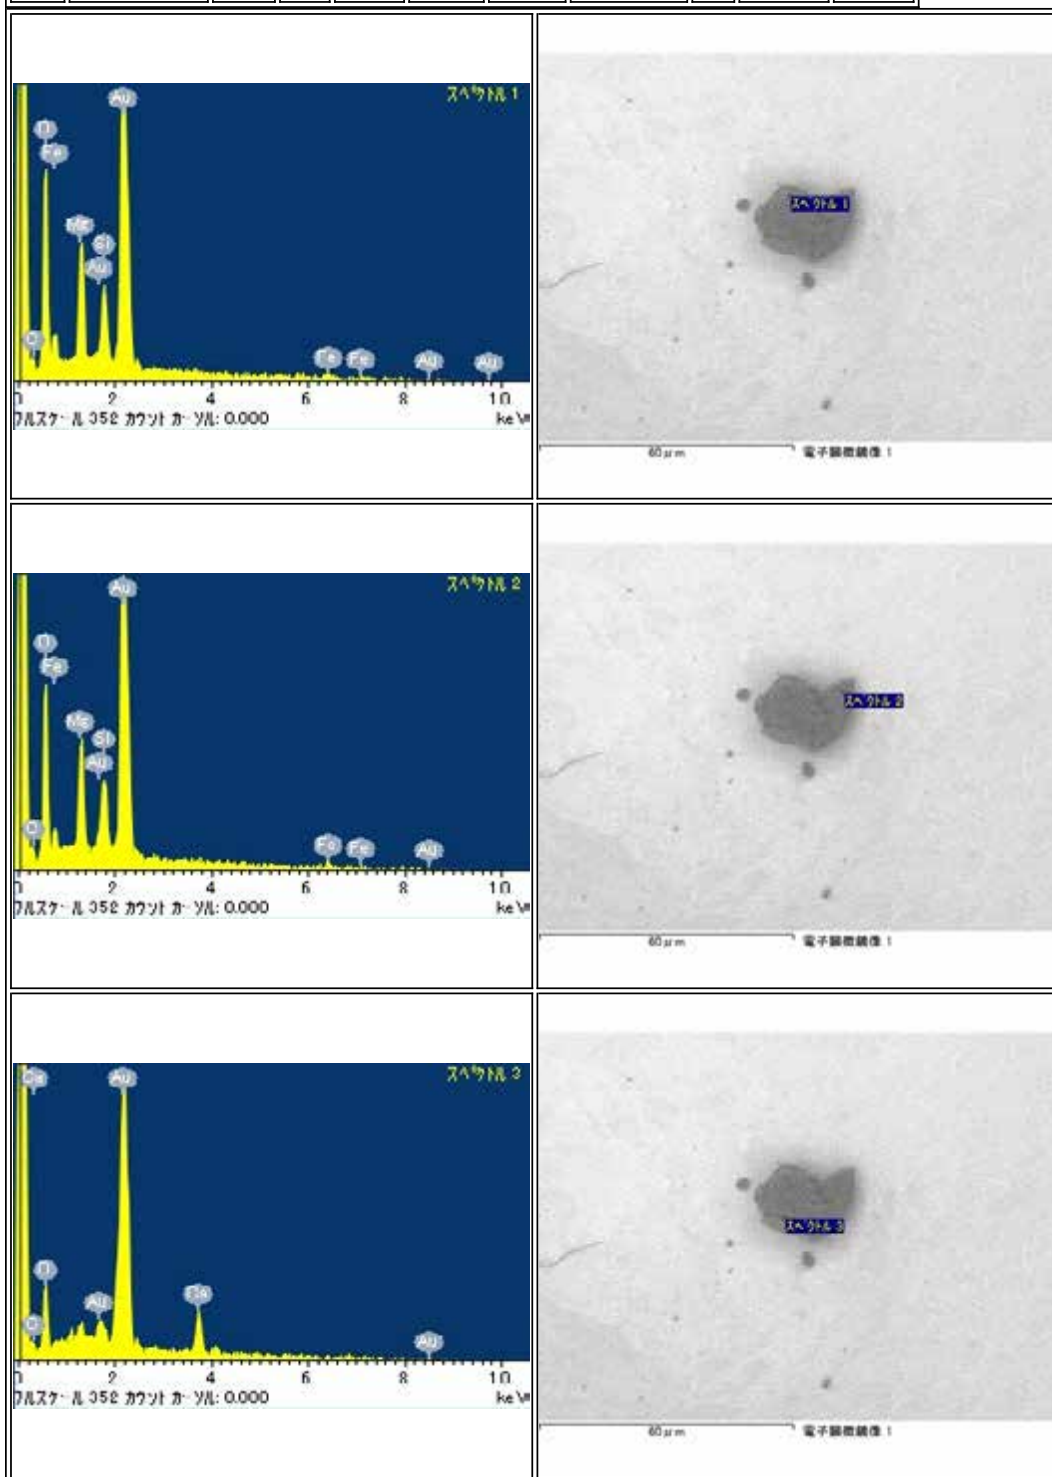 スペクトル 1
Au
O
Fe
Mg
Si
Au
C
Fe
Fe
Au
Au
0 2 4 6 8 10
フルスケール 352 カウント カーソル: 0.000
keV
スペクトル 1
60μm
電子顕微鏡像 1
スペクトル 2
Au
O
Fe
Mg
Si
Au
C
Fe
Fe
Au
0 2 4 6 8 10
フルスケール 352 カウント カーソル: 0.000
keV
スペクトル 2
60μm
電子顕微鏡像 1
スペクトル 3
Ca
Au
O
Ca
Au
C
Au
0 2 4 6 8 10
フルスケール 352 カウント カーソル: 0.000
keV
スペクトル 3
60μm
電子顕微鏡像 1